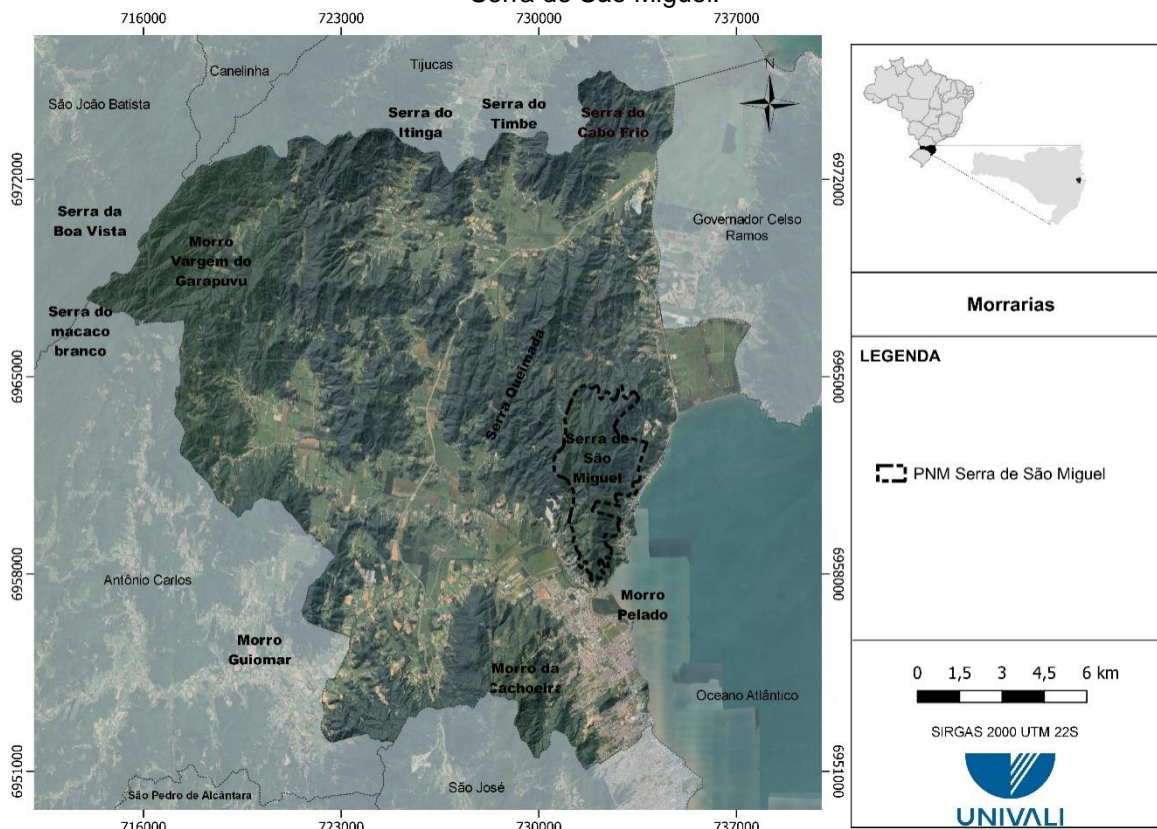 Serra de São Miguel.
716000
723000
730000
737000
N
Canelinha
Tijucas
São João Batista
Serra do
Itinga
Serra do
Timbe
Serra do
Cabo Frio
6972000
6972000
Serra da
Boa Vista
Morro
Vargem do
Garapuvu
Governador Celso
Ramos
Serra do
macaco
branco
6965000
6965000
Serra Queimada
Serra de
São
Miguel
6958000
6958000
Antônio Carlos
Morro
Pelado
Morro
Guiomar
Morro da
Cachoeira
Oceano Atlântico
6951000
6951000
São Pedro de Alcântara
São José
716000
723000
730000
737000
Morrarias
LEGENDA
PNM Serra de São Miguel
0 1,5 3 4,5 6 km
SIRGAS 2000 UTM 22S
UNIVALI